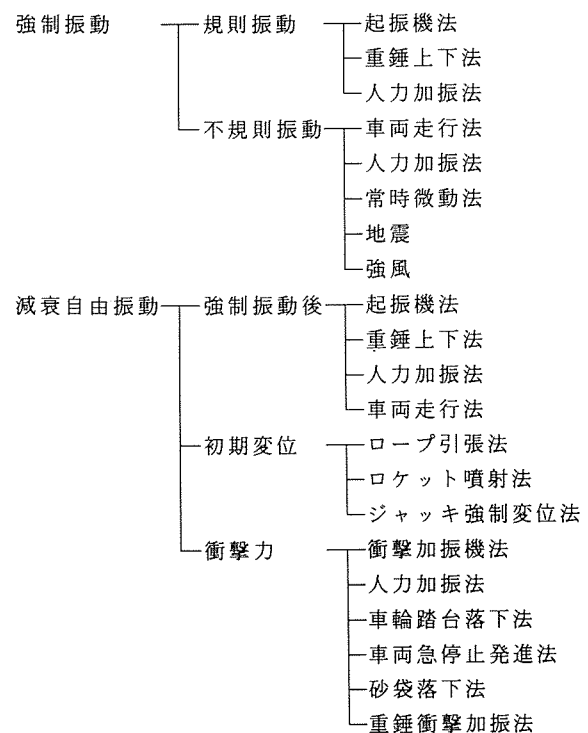 強制振動 規則振動 起振機法
重錘上下法
人力加振法
不規則振動 車両走行法
人力加振法
常時微動法
地震
強風
減衰自由振動 強制振動後 起振機法
重錘上下法
人力加振法
車両走行法
初期変位 ロープ引張法
ロケット噴射法
ジャッキ強制変位法
衝撃力 衝撃加振機法
人力加振法
車輪踏台落下法
車両急停止発進法
砂袋落下法
重錘衝撃加振法